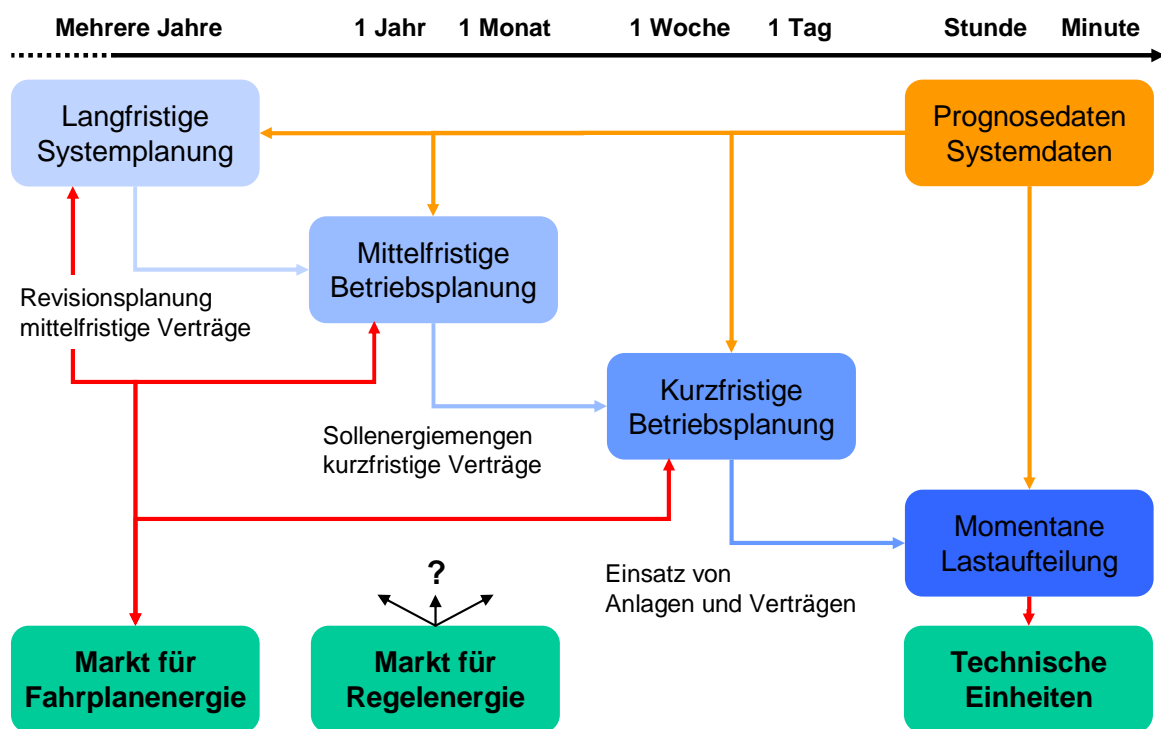 Mehrere Jahre 1 Jahr 1 Monat 1 Woche 1 Tag Stunde Minute
Langfristige
Systemplanung
Prognosedaten
Systemdaten
Mittelfristige
Betriebsplanung
Revisionsplanung
mittelfristige Verträge
Kurzfristige
Betriebsplanung
Sollenergiemengen
kurzfristige Verträge
Momentane
Lastaufteilung
Einsatz von
Anlagen und Verträgen
?
Markt für
Fahrplanenergie
Markt für
Regelenergie
Technische
Einheiten